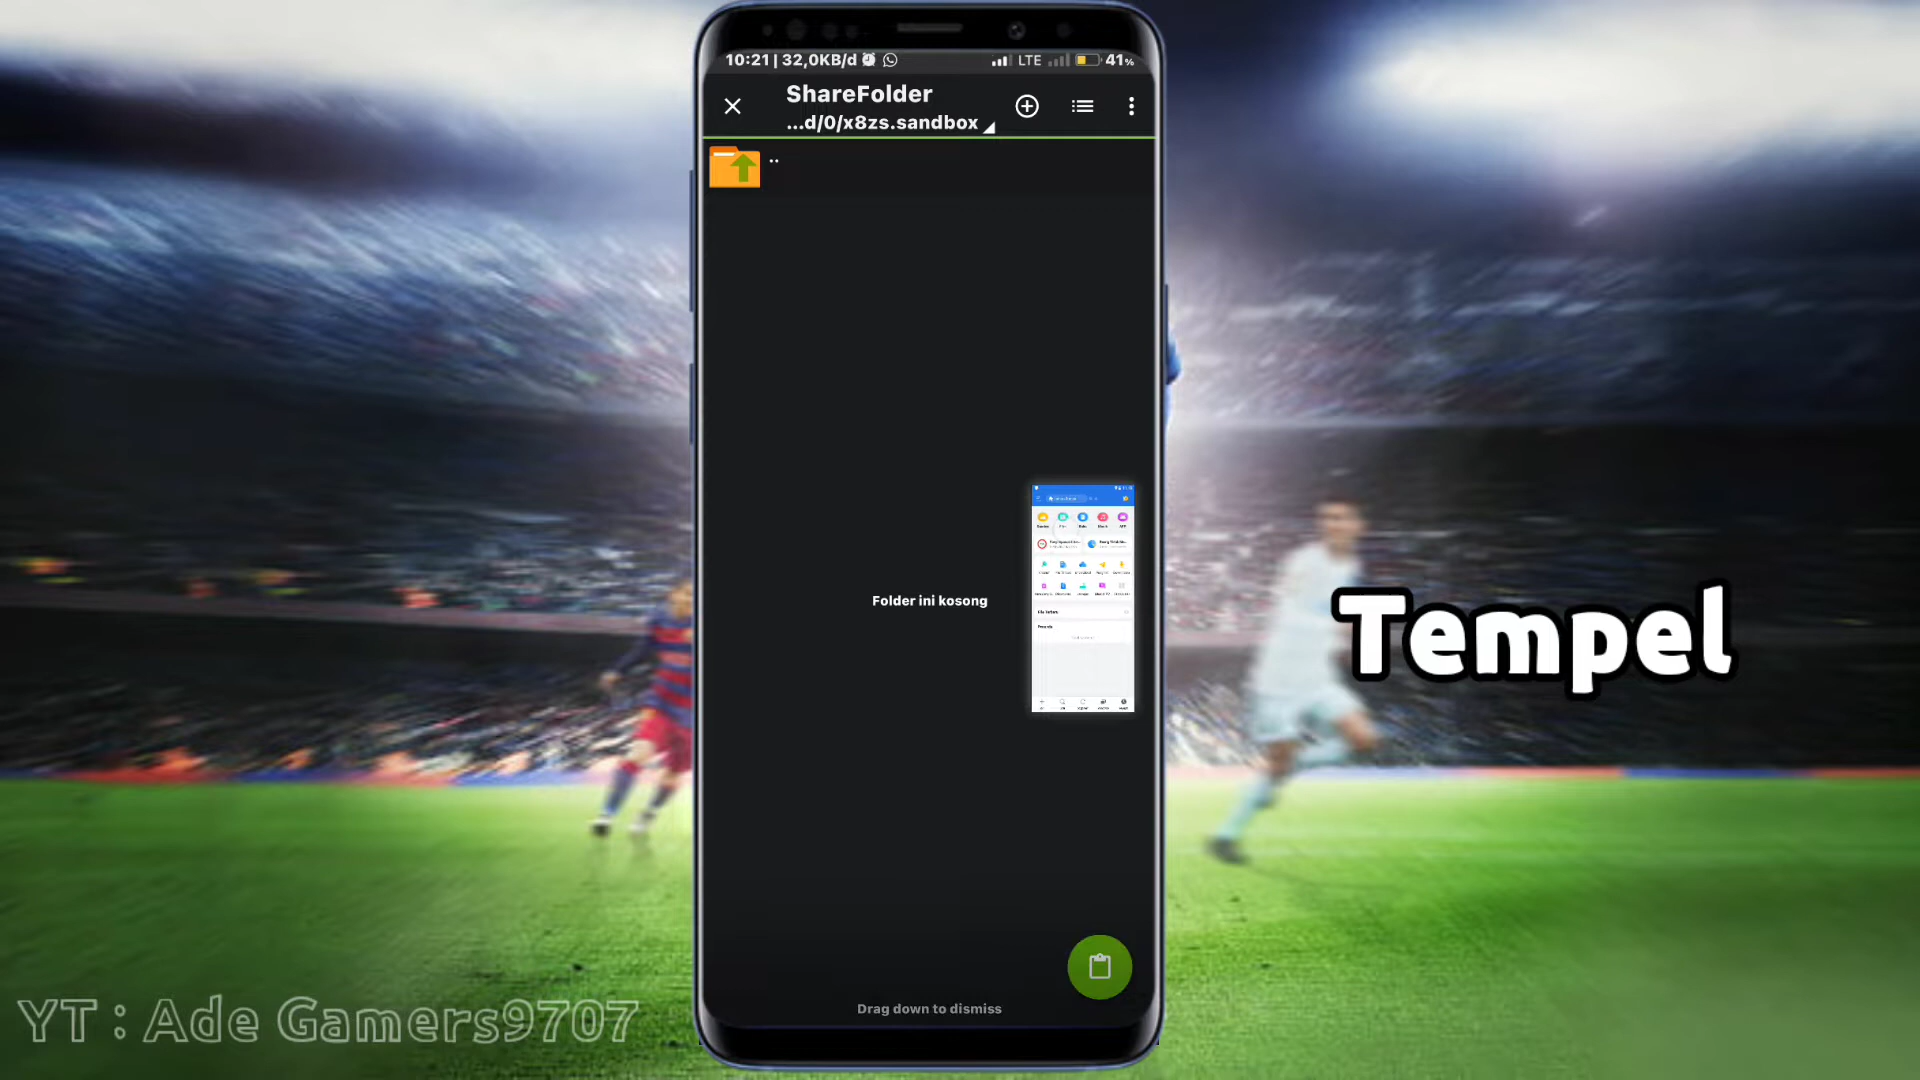 10:21 | 32,0KB/d
LTE
41%
ShareFolder
...d/0/x8zs.sandbox
..
Folder ini kosong
Tempel
Drag down to dismiss
YT : Ade Gamers9707